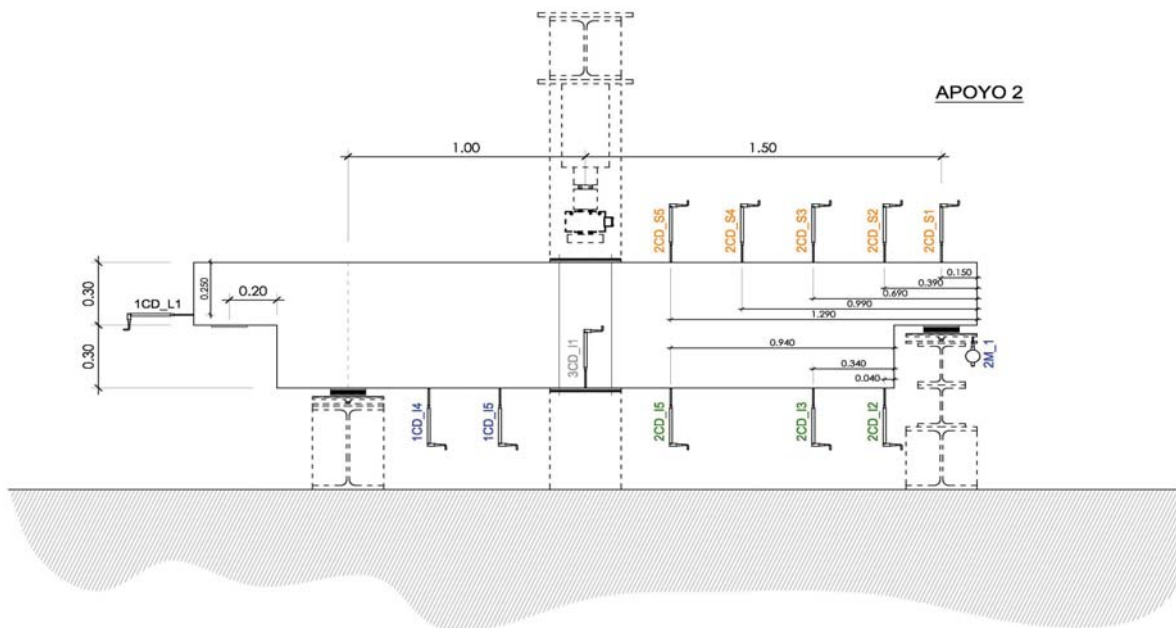 APOYO 2
1.00
1.50
2CD_S5
2CD_S4
2CD_S3
2CD_S2
2CD_S1
0.30
0.250
0.20
1CD_L1
0.150
0.390
0.690
0.990
1.290
0.30
3CD_I1
0.940
0.340
0.040
2M_1
1CD_I4
1CD_I5
2CD_I5
2CD_I3
2CD_I2